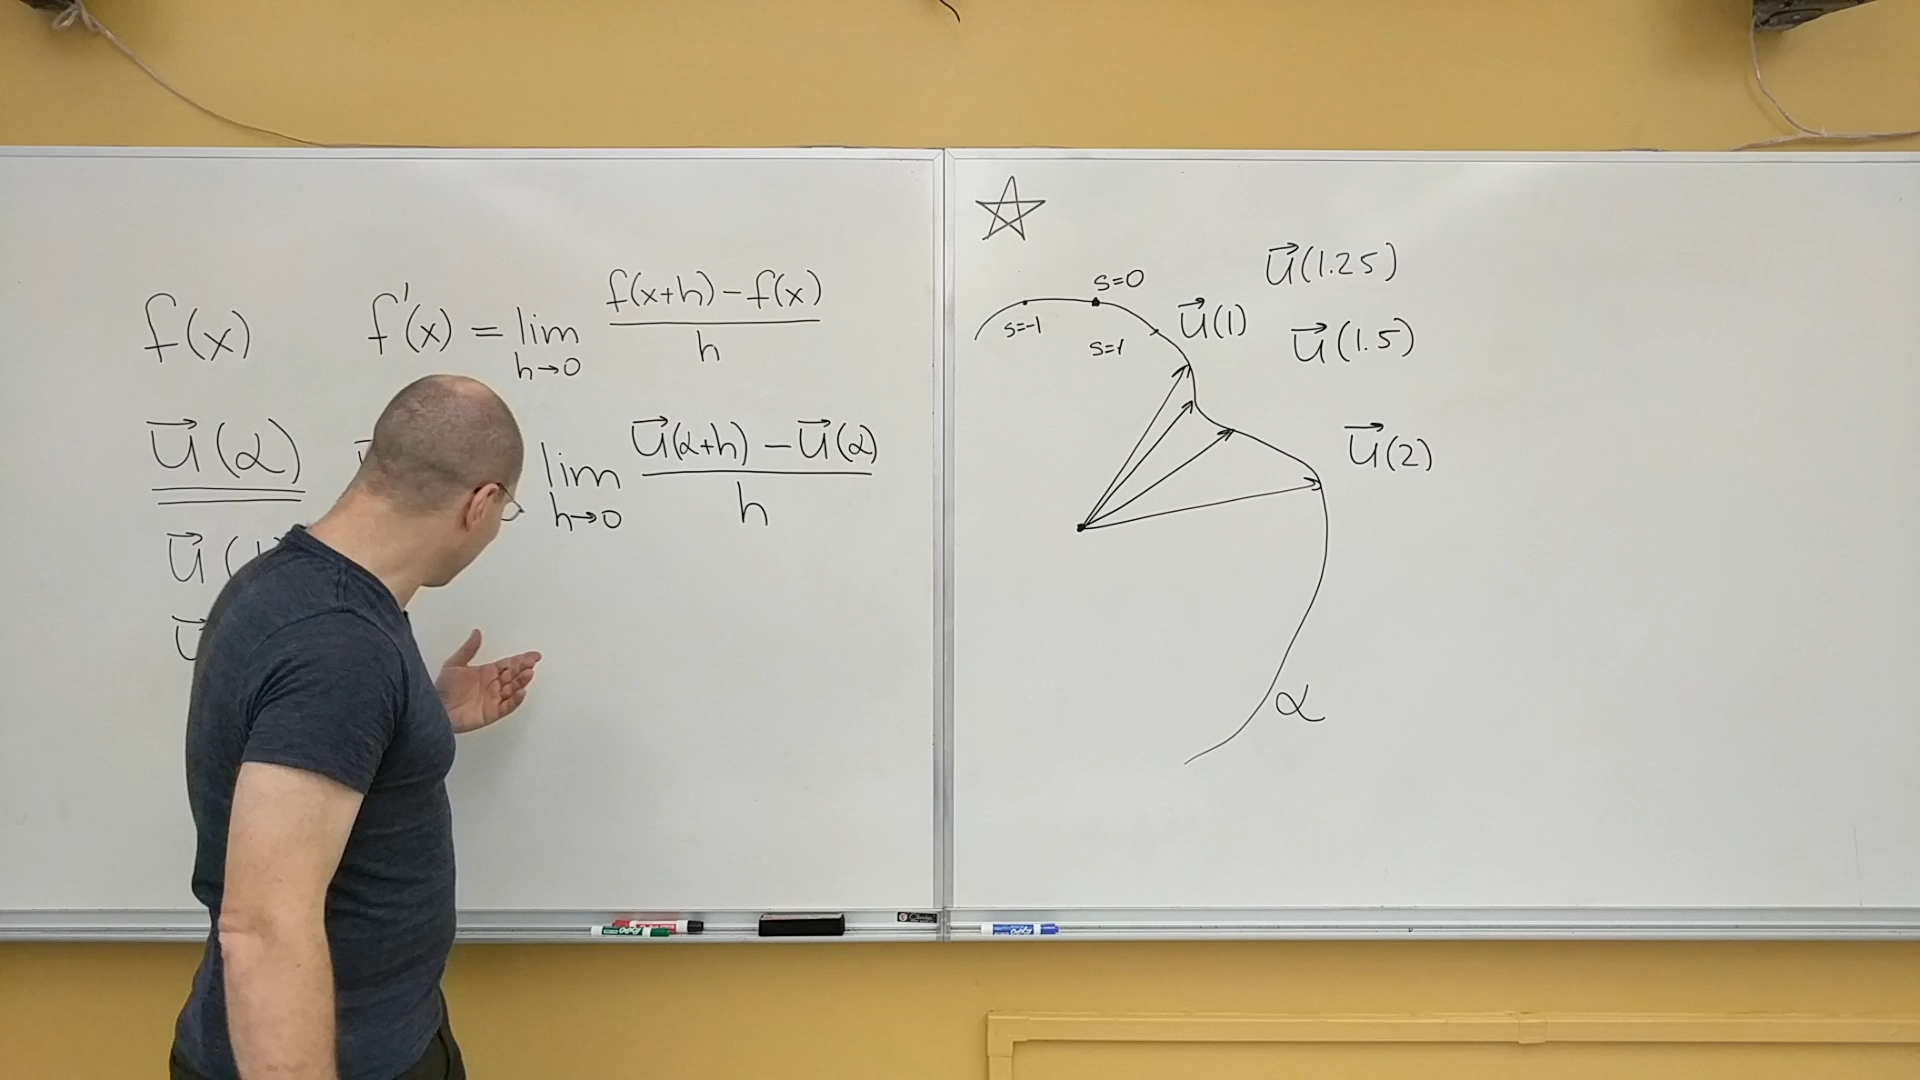 f(x) f'(x) = lim h→0 f(x+h) − f(x) / h
u⃗(α) lim h→0 u⃗(α+h) − u⃗(α) / h
u⃗(
u⃗
s=0
s=-1
s=1
u⃗(1)
u⃗(1.25)
u⃗(1.5)
u⃗(2)
α